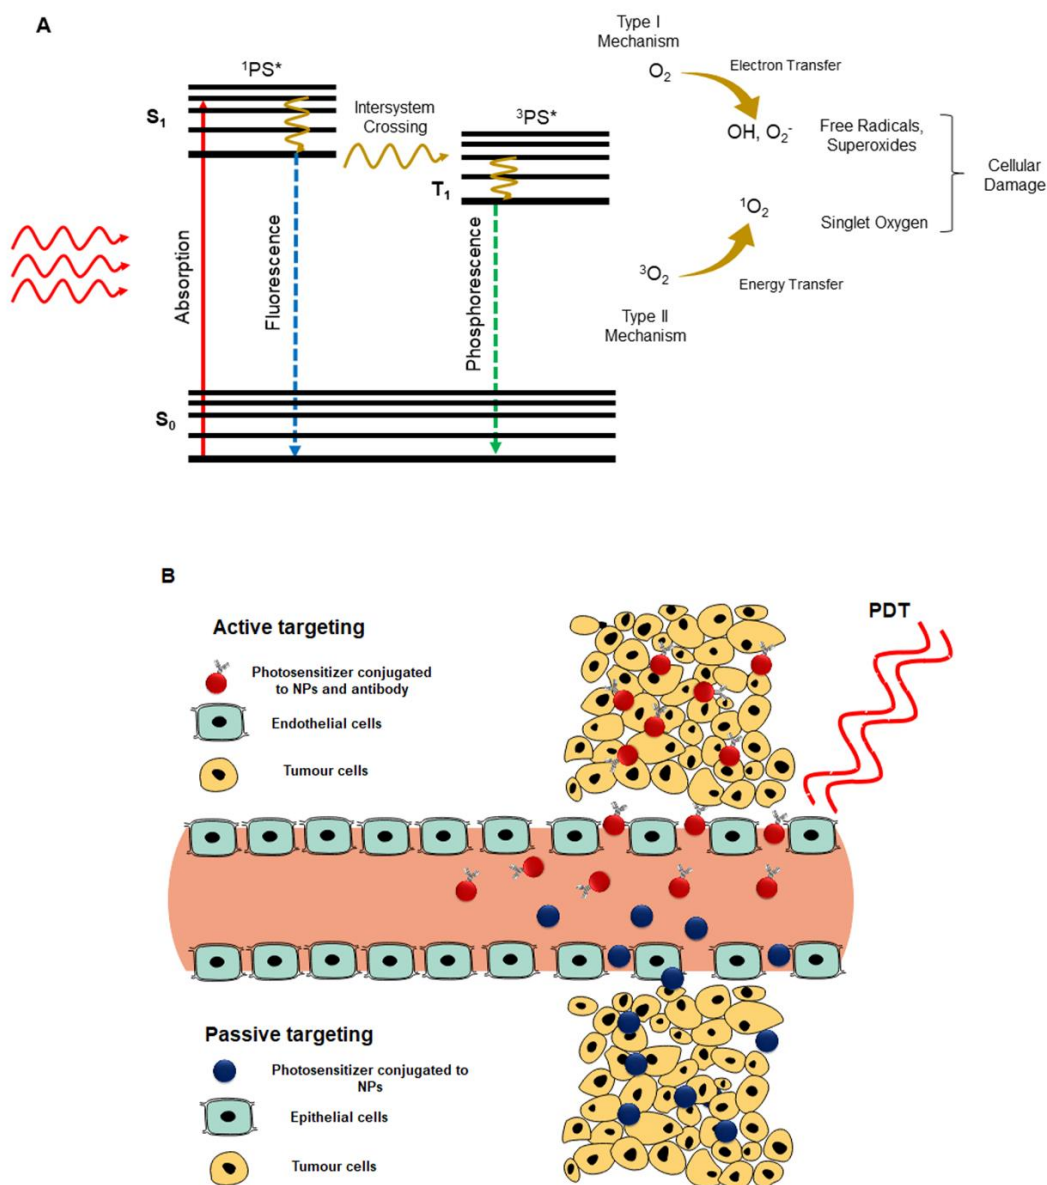 A
Type I
Mechanism
O₂
Electron Transfer
¹PS*
S₁
Intersystem
Crossing
³PS*
T₁
OH, O₂⁻
Free Radicals,
Superoxides
Cellular
Damage
¹O₂
Singlet Oxygen
³O₂
Energy Transfer
Type II
Mechanism
Absorption
Fluorescence
Phosphorescence
S₀
B
Active targeting
Photosensitizer conjugated
to NPs and antibody
Endothelial cells
Tumour cells
PDT
Passive targeting
Photosensitizer conjugated to
NPs
Epithelial cells
Tumour cells